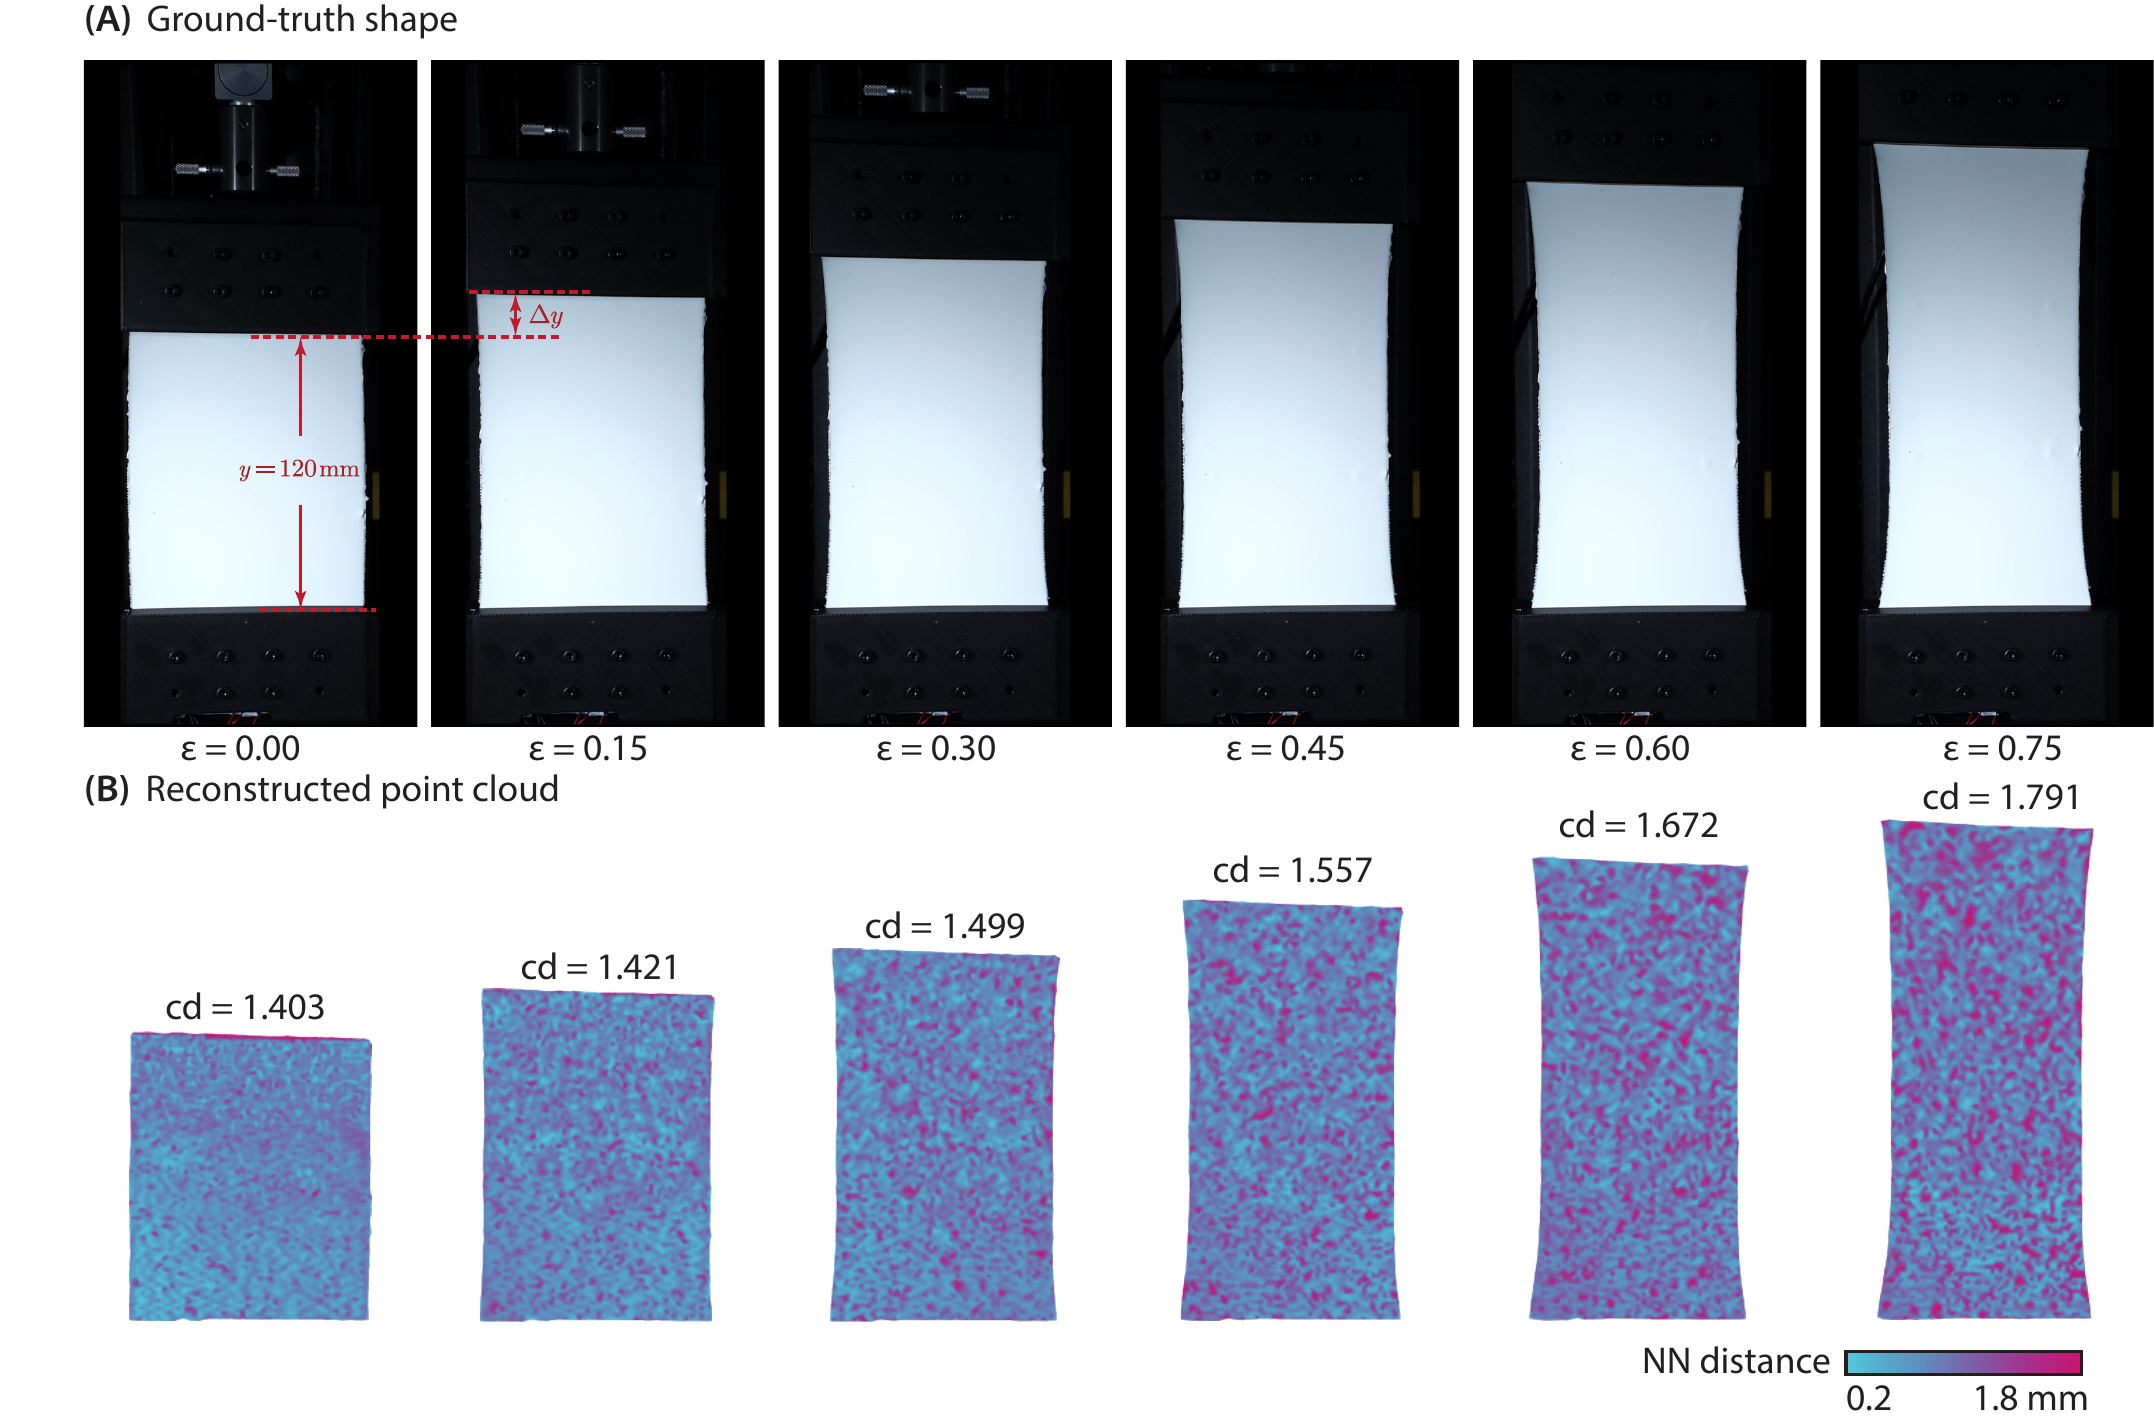 (A) Ground-truth shape
Δy
y = 120 mm
ε = 0.00
ε = 0.15
ε = 0.30
ε = 0.45
ε = 0.60
ε = 0.75
(B) Reconstructed point cloud
cd = 1.403
cd = 1.421
cd = 1.499
cd = 1.557
cd = 1.672
cd = 1.791
NN distance
0.2
1.8 mm